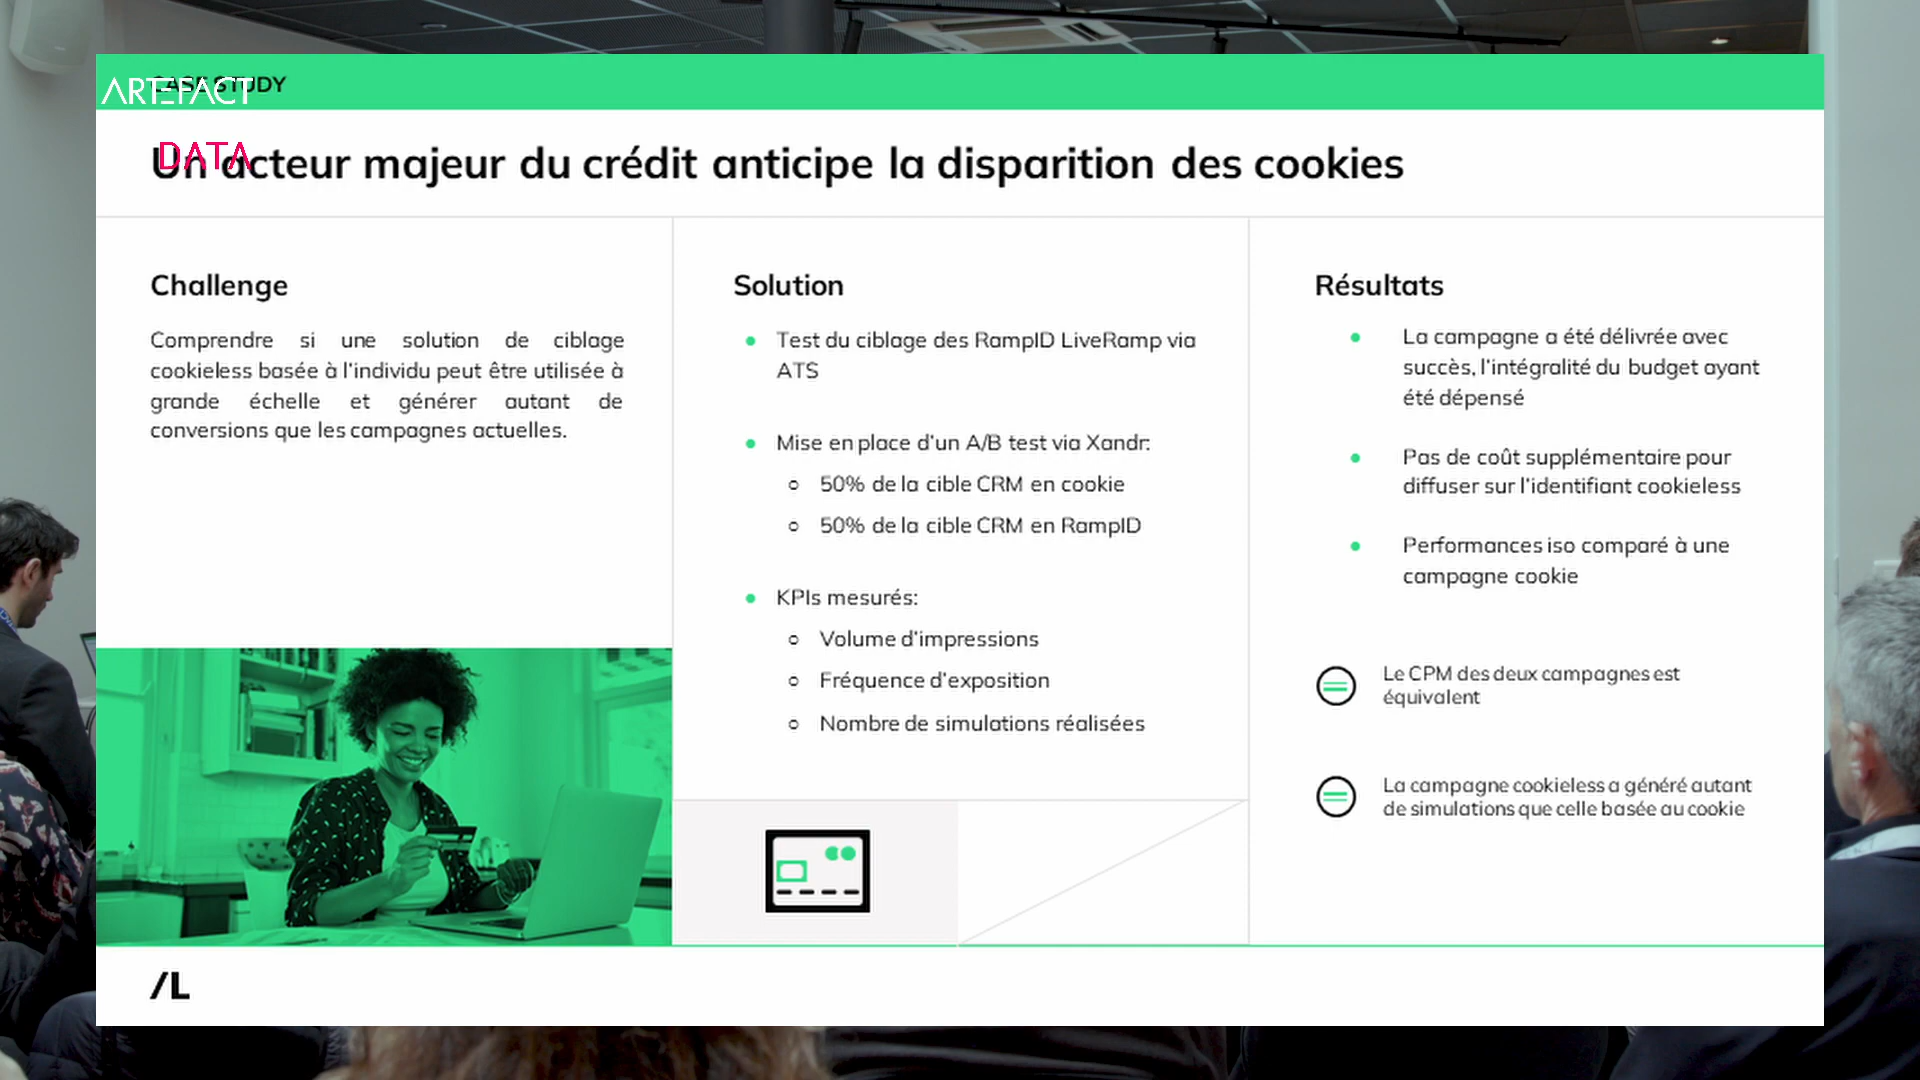 CASE STUDY
ARTEFACT
DATA
Un acteur majeur du crédit anticipe la disparition des cookies
Challenge
Comprendre si une solution de ciblage
cookieless basée à l'individu peut être utilisée à
grande échelle et générer autant de
conversions que les campagnes actuelles.
Solution
• Test du ciblage des RampID LiveRamp via
ATS
• Mise en place d'un A/B test via Xandr:
○ 50% de la cible CRM en cookie
○ 50% de la cible CRM en RampID
• KPIs mesurés:
○ Volume d'impressions
○ Fréquence d'exposition
○ Nombre de simulations réalisées
Résultats
• La campagne a été délivrée avec
succès, l'intégralité du budget ayant
été dépensé
• Pas de coût supplémentaire pour
diffuser sur l'identifiant cookieless
• Performances iso comparé à une
campagne cookie
Le CPM des deux campagnes est
équivalent
La campagne cookieless a généré autant
de simulations que celle basée au cookie
/L